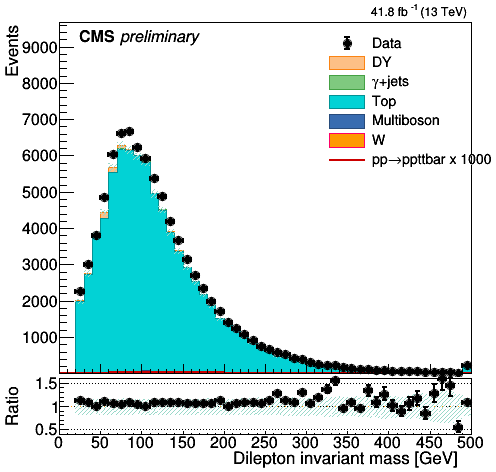 41.8 fb⁻¹ (13 TeV)
CMS preliminary
Events
9000
8000
7000
6000
5000
4000
3000
2000
1000
Data
DY
γ+jets
Top
Multiboson
W
pp→ppttbar x 1000
Ratio
1.5
1
0.5
0 50 100 150 200 250 300 350 400 450 500
Dilepton invariant mass [GeV]